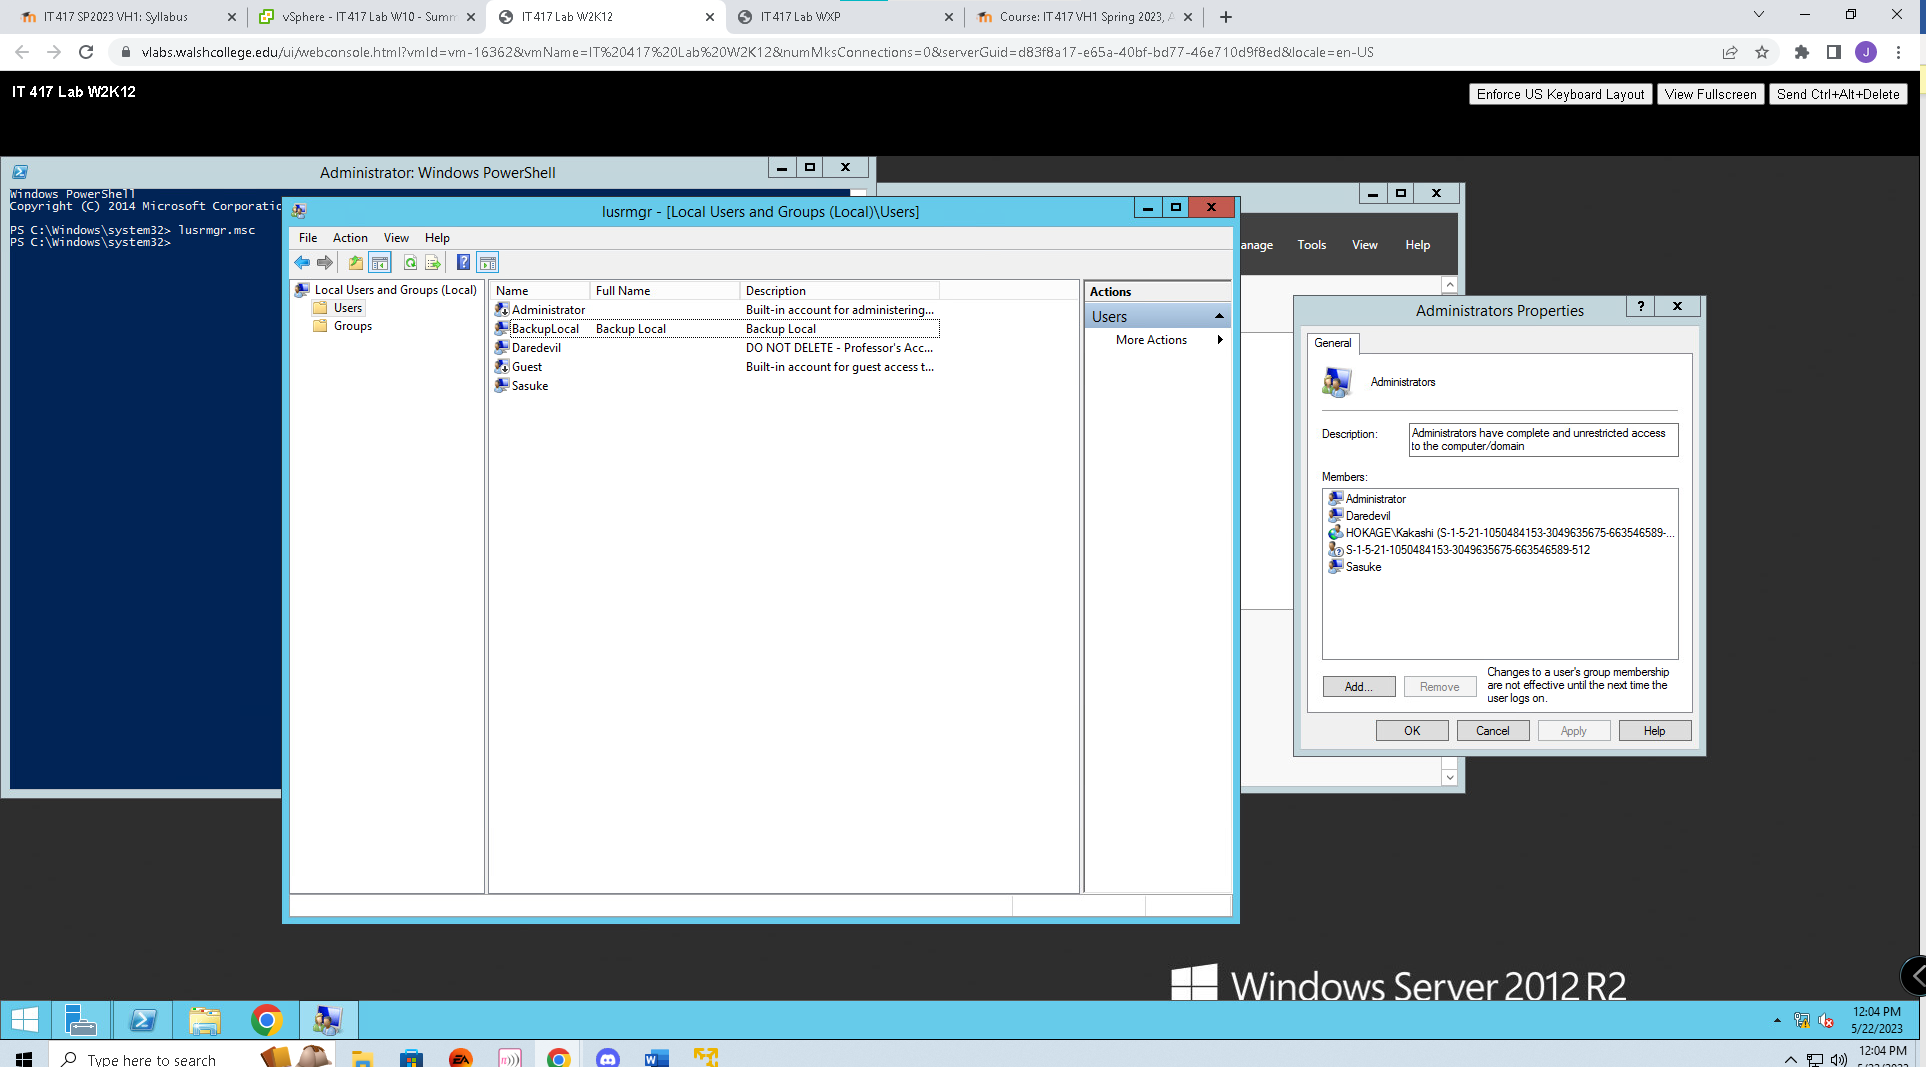 IT417 SP2023 VH1: Syllabus
vSphere - IT417 Lab W10 - Summ
IT417 Lab W2K12
IT417 Lab WXP
Course: IT417 VH1 Spring 2023, A
vlabs.walshcollege.edu/ui/webconsole.html?vmId=vm-16362&vmName=IT%20417%20Lab%20W2K12&numMksConnections=0&serverGuid=d83f8a17-e65a-40bf-bd77-46e710d9f8ed&locale=en-US
J
IT 417 Lab W2K12
Enforce US Keyboard Layout
View Fullscreen
Send Ctrl+Alt+Delete
Administrator: Windows PowerShell
Windows PowerShell
Copyright (C) 2014 Microsoft Corporatic
PS C:\Windows\system32> lusrmgr.msc
PS C:\Windows\system32>
lusrmgr - [Local Users and Groups (Local)\Users]
File Action View Help
Local Users and Groups (Local)
Users
Groups
Name Full Name Description
Administrator Built-in account for administering...
BackupLocal Backup Local Backup Local
Daredevil DO NOT DELETE - Professor's Acc...
Guest Built-in account for guest access t...
Sasuke
Actions
Users
More Actions
anage Tools View Help
Administrators Properties
General
Administrators
Description:
Administrators have complete and unrestricted access
to the computer/domain
Members:
Administrator
Daredevil
HOKAGE\Kakashi (S-1-5-21-1050484153-3049635675-663546589-...
S-1-5-21-1050484153-3049635675-663546589-512
Sasuke
Add...
Remove
Changes to a user's group membership
are not effective until the next time the
user logs on.
OK Cancel Apply Help
Windows Server 2012 R2
12:04 PM
5/22/2023
Type here to search
EA
W
12:04 PM